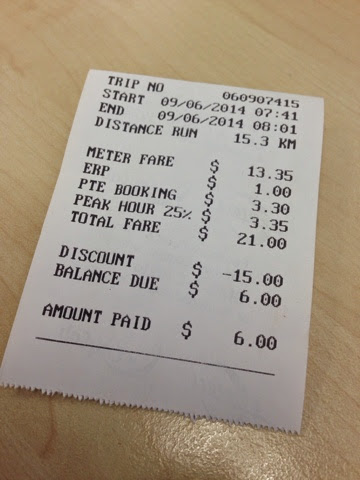 TRIP NO 060907415
START 09/06/2014 07:41
END 09/06/2014 08:01
DISTANCE RUN 15.3 KM
METER FARE $ 13.35
ERP $ 1.00
PTE BOOKING $ 3.30
PEAK HOUR 25% $ 3.35
TOTAL FARE $ 21.00
DISCOUNT $ -15.00
BALANCE DUE $ 6.00
AMOUNT PAID $ 6.00